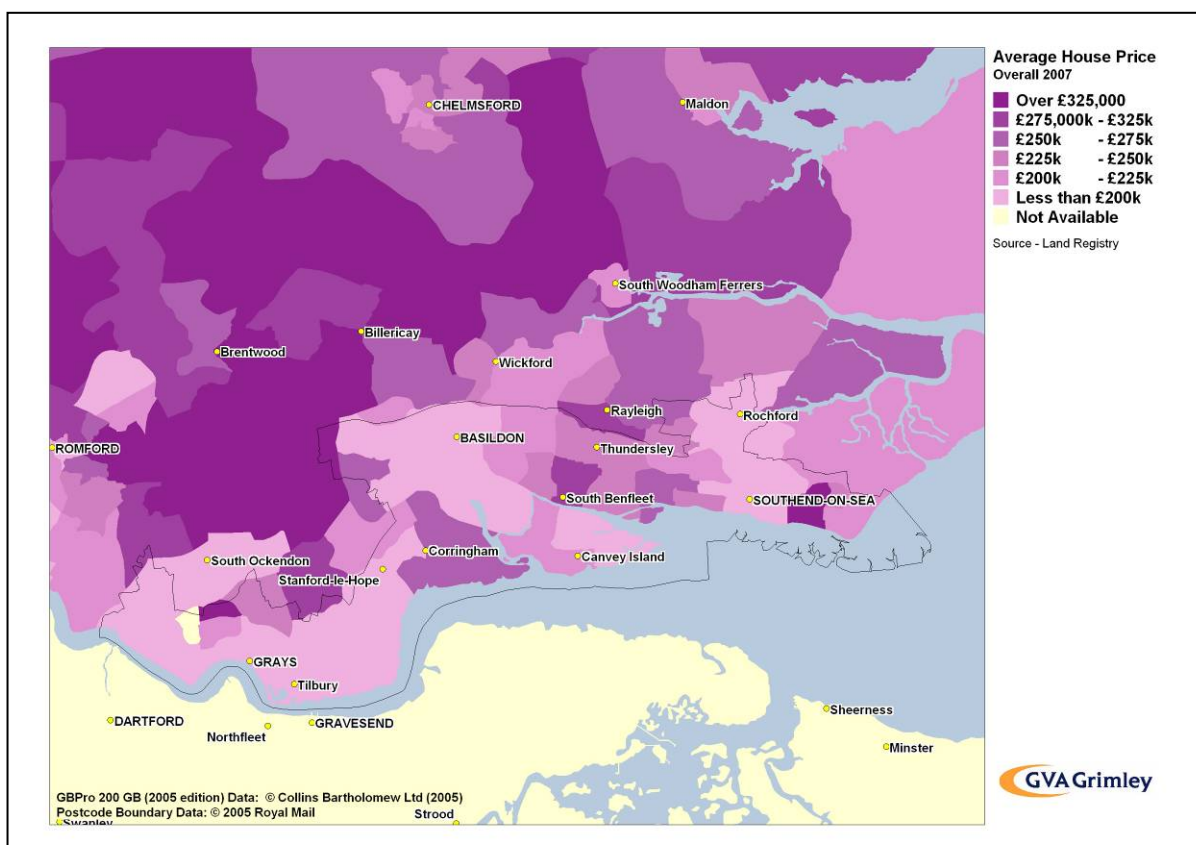 Average House Price
Overall 2007
Over £325,000
£275,000k - £325k
£250k - £275k
£225k - £250k
£200k - £225k
Less than £200k
Not Available
Source - Land Registry
CHELMSFORD
Maldon
South Woodham Ferrers
Billericay
Brentwood
Wickford
Rayleigh
Rochford
BASILDON
Thundersley
ROMFORD
South Benfleet
SOUTHEND-ON-SEA
Corringham
Canvey Island
South Ockendon
Stanford-le-Hope
GRAYS
Tilbury
DARTFORD
Northfleet
GRAVESEND
Sheerness
Minster
GVA Grimley
GBPro 200 GB (2005 edition) Data: © Collins Bartholomew Ltd (2005)
Postcode Boundary Data: © 2005 Royal Mail
Strood
Swanley